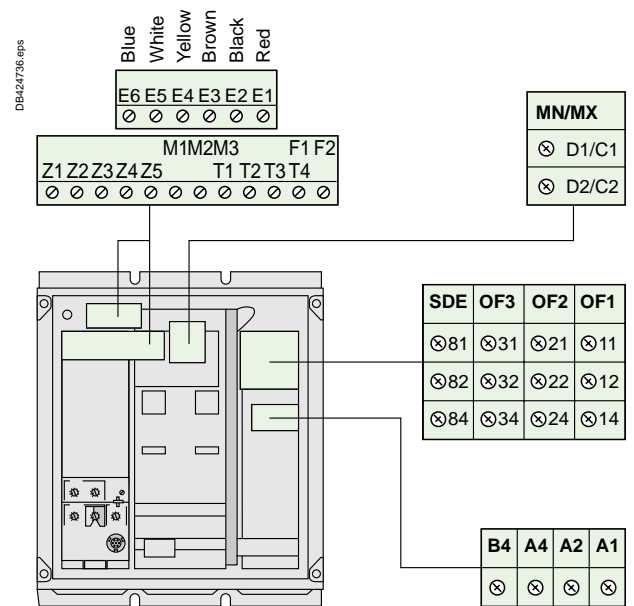 DB424736.eps
Blue
White
Yellow
Brown
Black
Red
E6 E5 E4 E3 E2 E1
M1M2M3 F1 F2
Z1 Z2 Z3 Z4 Z5 T1 T2 T3 T4
MN/MX
D1/C1
D2/C2
SDE OF3 OF2 OF1
81 31 21 11
82 32 22 12
84 34 24 14
B4 A4 A2 A1